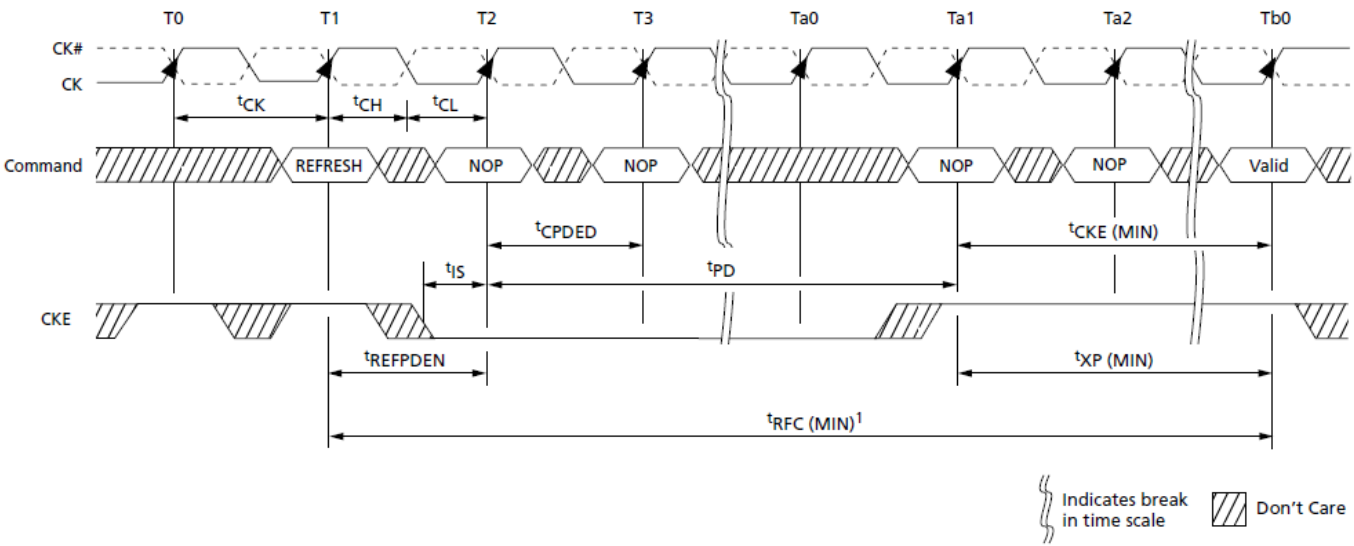 T0 T1 T2 T3 Ta0 Ta1 Ta2 Tb0
CK#
CK
tCK tCH tCL
Command REFRESH NOP NOP NOP NOP Valid
tCPDED tCKE (MIN)
tIS tPD
CKE
tREFPDEN tXP (MIN)
tRFC (MIN)1
Indicates break
in time scale
Don't Care